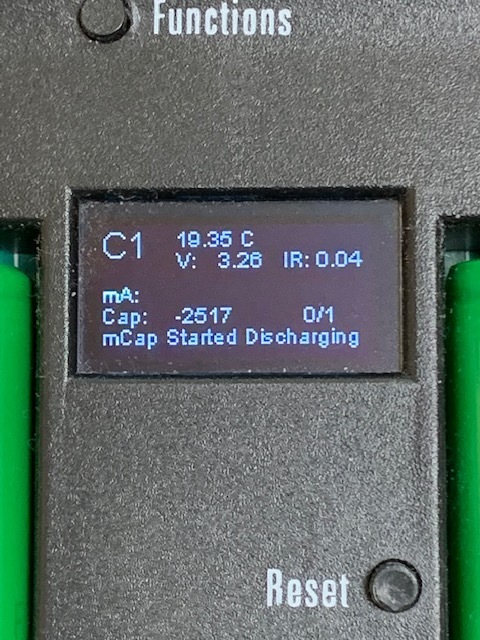 Functions
C1 19.35 C
V: 3.26 IR: 0.04
mA:
Cap: -2517 0/1
mCap Started Discharging
Reset